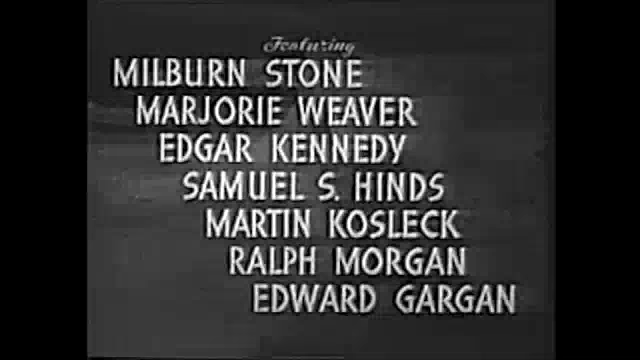 Featuring
MILBURN STONE
MARJORIE WEAVER
EDGAR KENNEDY
SAMUEL S. HINDS
MARTIN KOSLECK
RALPH MORGAN
EDWARD GARGAN